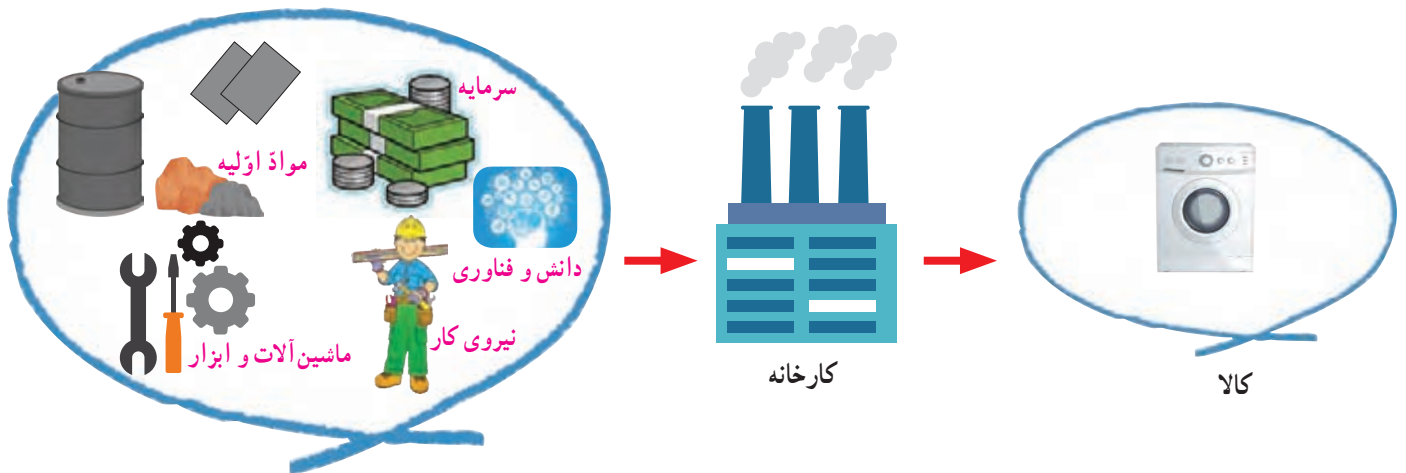 سرمایه
موادّ اوّلیه
دانش و فناوری
نیروی کار
ماشین‌آلات و ابزار
کارخانه
کالا